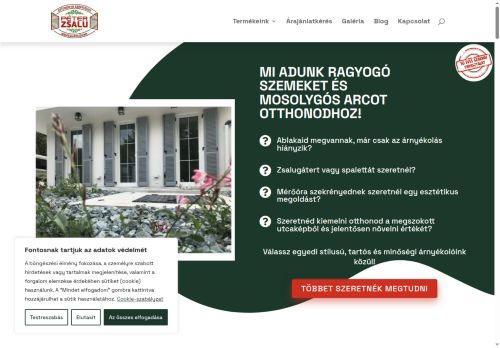 PÉTER
ZSALU
Termékeink
Árajánlatkérés
Galéria
Blog
Kapcsolat
MI ADUNK RAGYOGÓ
SZEMEKET ÉS
MOSOLYGÓS ARCOT
OTTHONODHOZ!
Ablakaid megvannak, már csak az árnyékolás
hiányzik?
Zsalugátert vagy spalettát szeretnél?
Mérőóra szekrényednek szeretnél egy esztétikus
megoldást?
Szeretnéd kiemelni otthonod a megszokott
utcaképből és jelentősen növelni értékét?
Válassz egyedi stílusú, tartós és minőségi árnyékolóink
közül!
TÖBBET SZERETNÉK MEGTUDNI
Fontosnak tartjuk az adatok védelmét
A böngészési élmény fokozása, a személyre szabott
hirdetések vagy tartalmak megjelenítése, valamint a
forgalom elemzése érdekében sütiket (cookie)
használunk. A "Mindet elfogadom" gombra kattintva
hozzájárulhat a sütik használatához. Cookie-szabályzat
Testreszabás
Elutasít
Az összes elfogadása